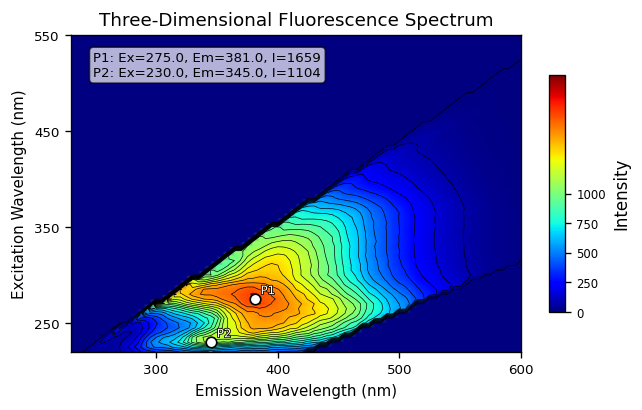 Three-Dimensional Fluorescence Spectrum
P1: Ex=275.0, Em=381.0, I=1659
P2: Ex=230.0, Em=345.0, I=1104
550
450
350
250
Excitation Wavelength (nm)
P1
P2
300
400
500
600
Emission Wavelength (nm)
1000
750
500
250
0
Intensity